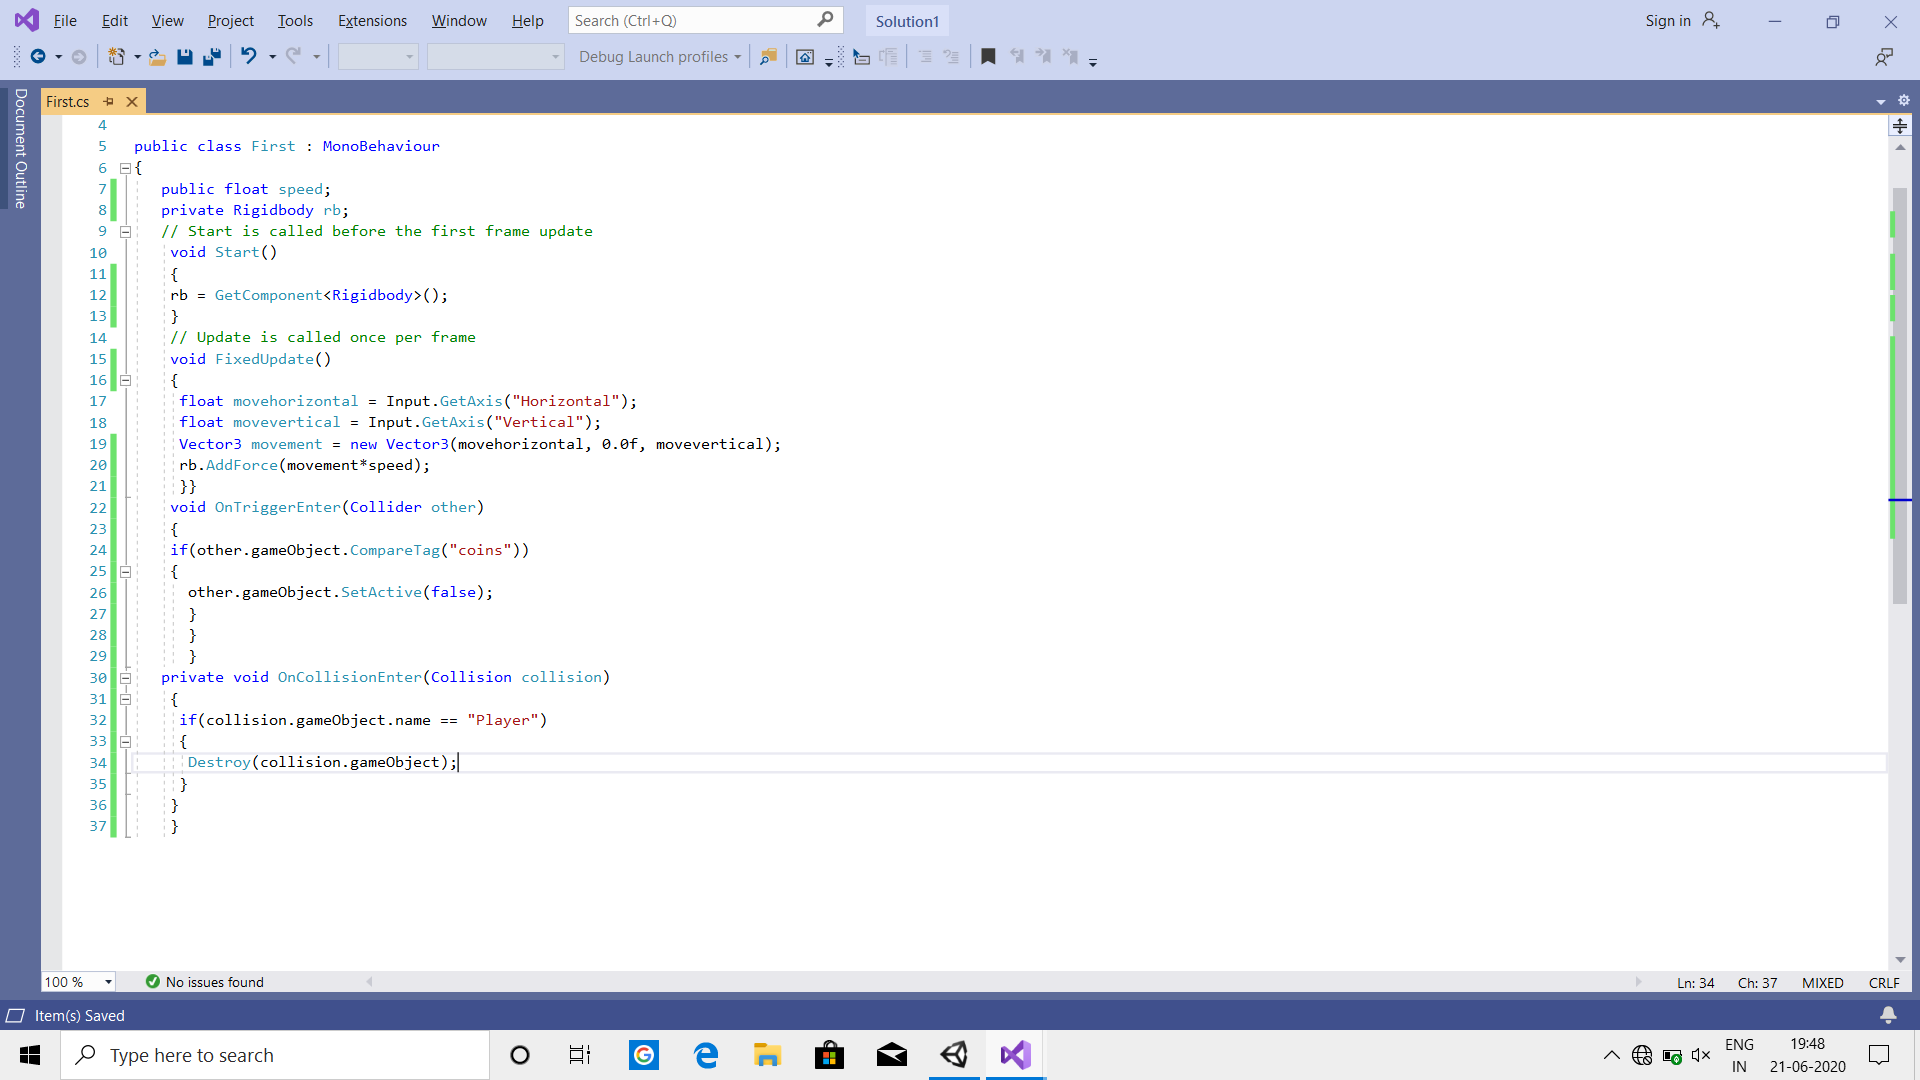 File Edit View Project Tools Extensions Window Help Search (Ctrl+Q) Solution1 Sign in
Debug Launch profiles
Document Outline
First.cs
4
5 public class First : MonoBehaviour
6 {
7 public float speed;
8 private Rigidbody rb;
9 // Start is called before the first frame update
10 void Start()
11 {
12 rb = GetComponent<Rigidbody>();
13 }
14 // Update is called once per frame
15 void FixedUpdate()
16 {
17 float movehorizontal = Input.GetAxis("Horizontal");
18 float movevertical = Input.GetAxis("Vertical");
19 Vector3 movement = new Vector3(movehorizontal, 0.0f, movevertical);
20 rb.AddForce(movement*speed);
21 }}
22 void OnTriggerEnter(Collider other)
23 {
24 if(other.gameObject.CompareTag("coins"))
25 {
26 other.gameObject.SetActive(false);
27 }
28 }
29 }
30 private void OnCollisionEnter(Collision collision)
31 {
32 if(collision.gameObject.name == "Player")
33 {
34 Destroy(collision.gameObject);
35 }
36 }
37 }
100 % No issues found Ln: 34 Ch: 37 MIXED CRLF
Item(s) Saved
Type here to search
ENG
IN
19:48
21-06-2020